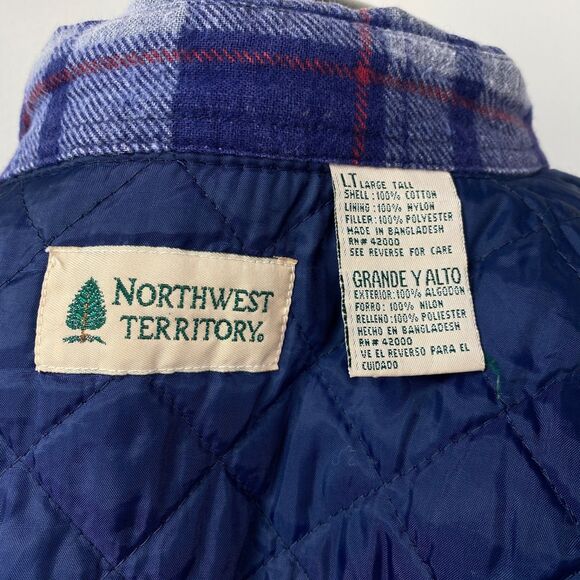 NORTHWEST
TERRITORY®
LT LARGE TALL
SHELL:100% COTTON
LINING:100% NYLON
FILLER:100% POLYESTER
MADE IN BANGLADESH
RN# 42000
SEE REVERSE FOR CARE
GRANDE Y ALTO
EXTERIOR:100% ALGODON
FORRO: 100% NILON
RELLENO:100% POLIESTER
HECHO EN BANGLADESH
RN# 42000
VE EL REVERSO PARA EL
CUIDADO